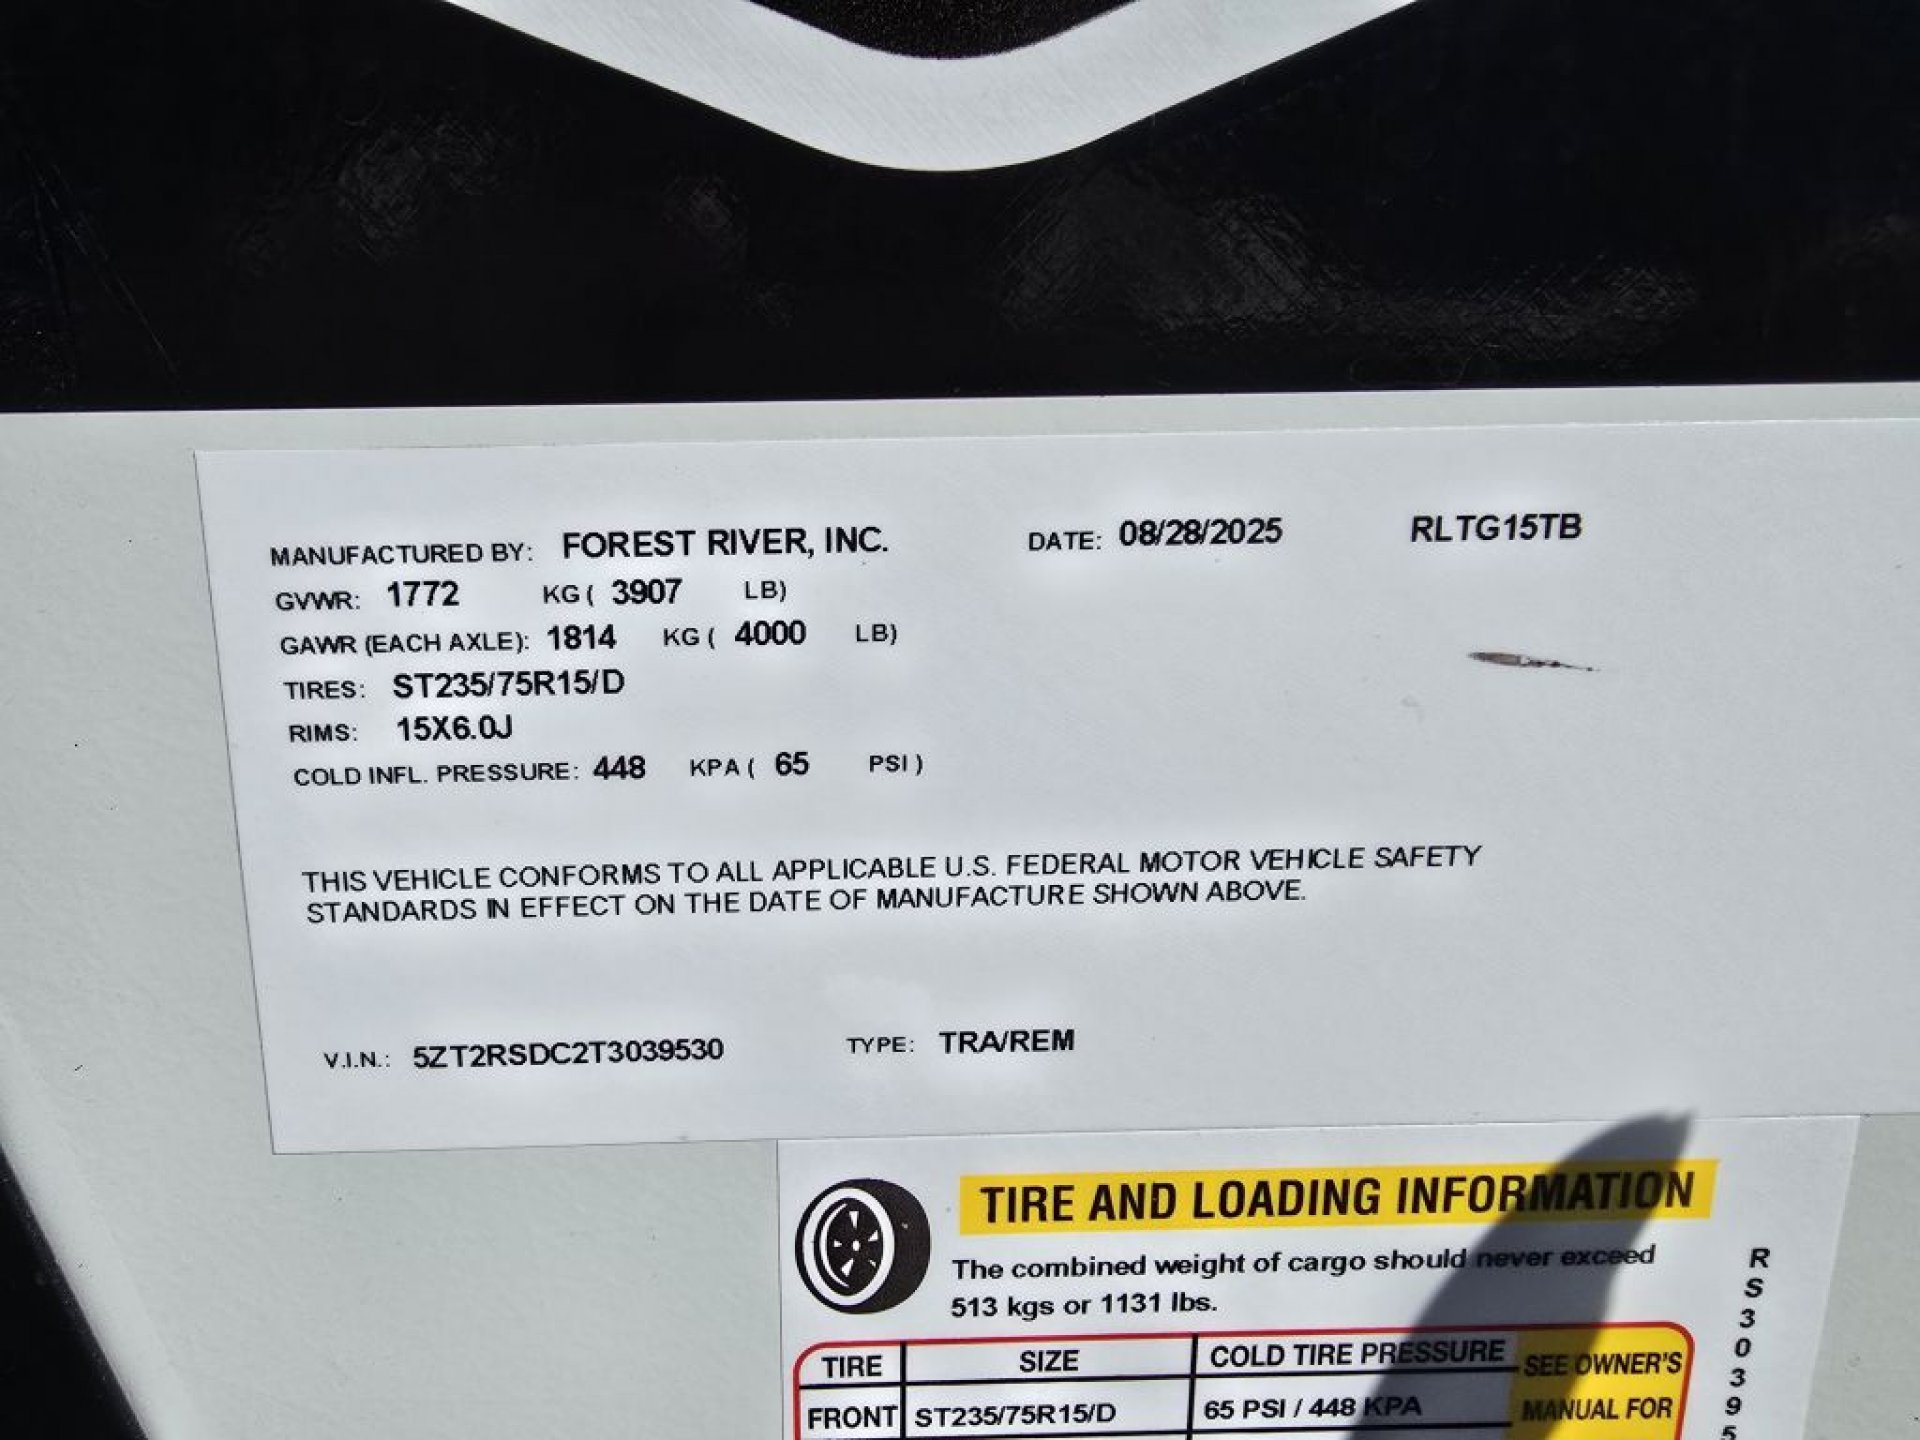 MANUFACTURED BY: FOREST RIVER, INC. DATE: 08/28/2025 RLTG15TB
GVWR: 1772 KG ( 3907 LB)
GAWR (EACH AXLE): 1814 KG ( 4000 LB)
TIRES: ST235/75R15/D
RIMS: 15X6.0J
COLD INFL. PRESSURE: 448 KPA ( 65 PSI )
THIS VEHICLE CONFORMS TO ALL APPLICABLE U.S. FEDERAL MOTOR VEHICLE SAFETY
STANDARDS IN EFFECT ON THE DATE OF MANUFACTURE SHOWN ABOVE.
V.I.N.: 5ZT2RSDC2T3039530 TYPE: TRA/REM
TIRE AND LOADING INFORMATION
The combined weight of cargo should never exceed
513 kgs or 1131 lbs.
TIRE SIZE COLD TIRE PRESSURE SEE OWNER'S
FRONT ST235/75R15/D 65 PSI / 448 KPA MANUAL FOR
RS30395